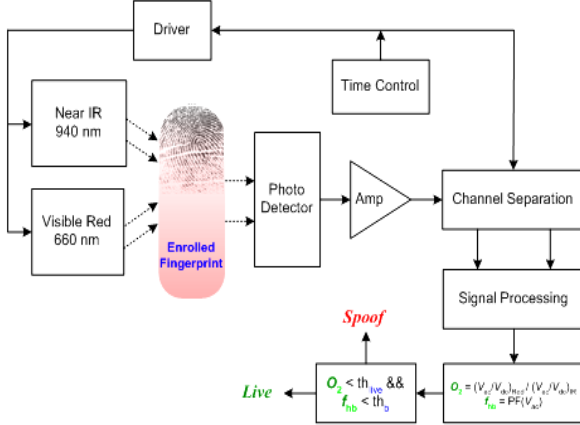 Driver
Near IR
940 nm
Time Control
Visible Red
660 nm
Enrolled
Fingerprint
Photo
Detector
Amp
Channel Separation
Signal Processing
O2 = (Vac/Vdc)Red / (Vac/Vdc)IR
fhb = PF(Vac)
O2 < thlive &&
fhb < thb
Spoof
Live